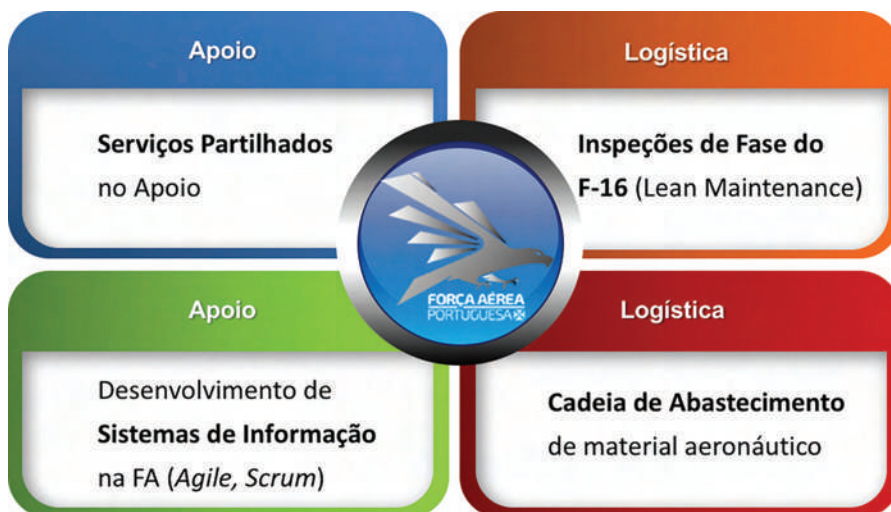 Apoio
Serviços Partilhados
no Apoio
Logística
Inspeções de Fase do
F-16 (Lean Maintenance)
FORÇA AÉREA
PORTUGUESA
Apoio
Desenvolvimento de
Sistemas de Informação
na FA (Agile, Scrum)
Logística
Cadeia de Abastecimento
de material aeronáutico